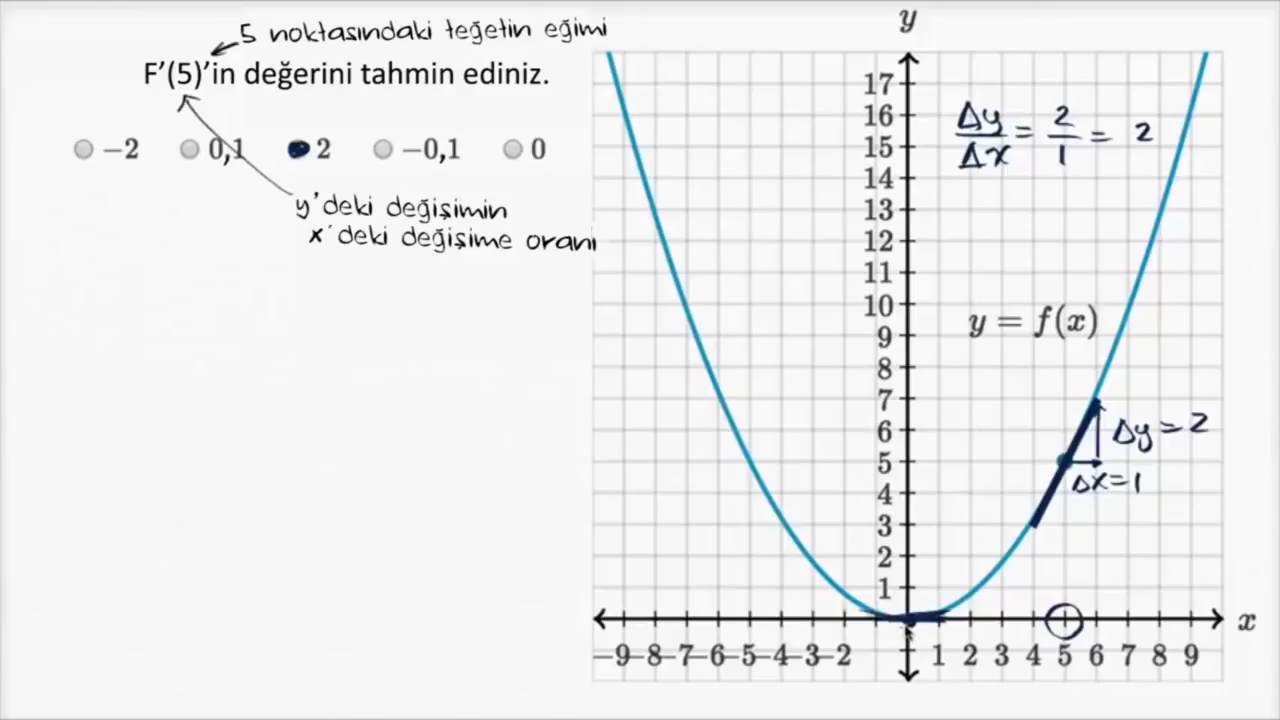 5 noktasındaki teğetin eğimi
F'(5)'in değerini tahmin ediniz.
−2 0,1 2 −0,1 0
y'deki değişimin
x'deki değişime oranı
y
17
16
15
14
13
12
11
10
9
8
7
6
5
4
3
2
1
Δy/Δx = 2/1 = 2
y = f(x)
Δy = 2
Δx=1
x
−9 −8 −7 −6 −5 −4 −3 −2 1 2 3 4 5 6 7 8 9